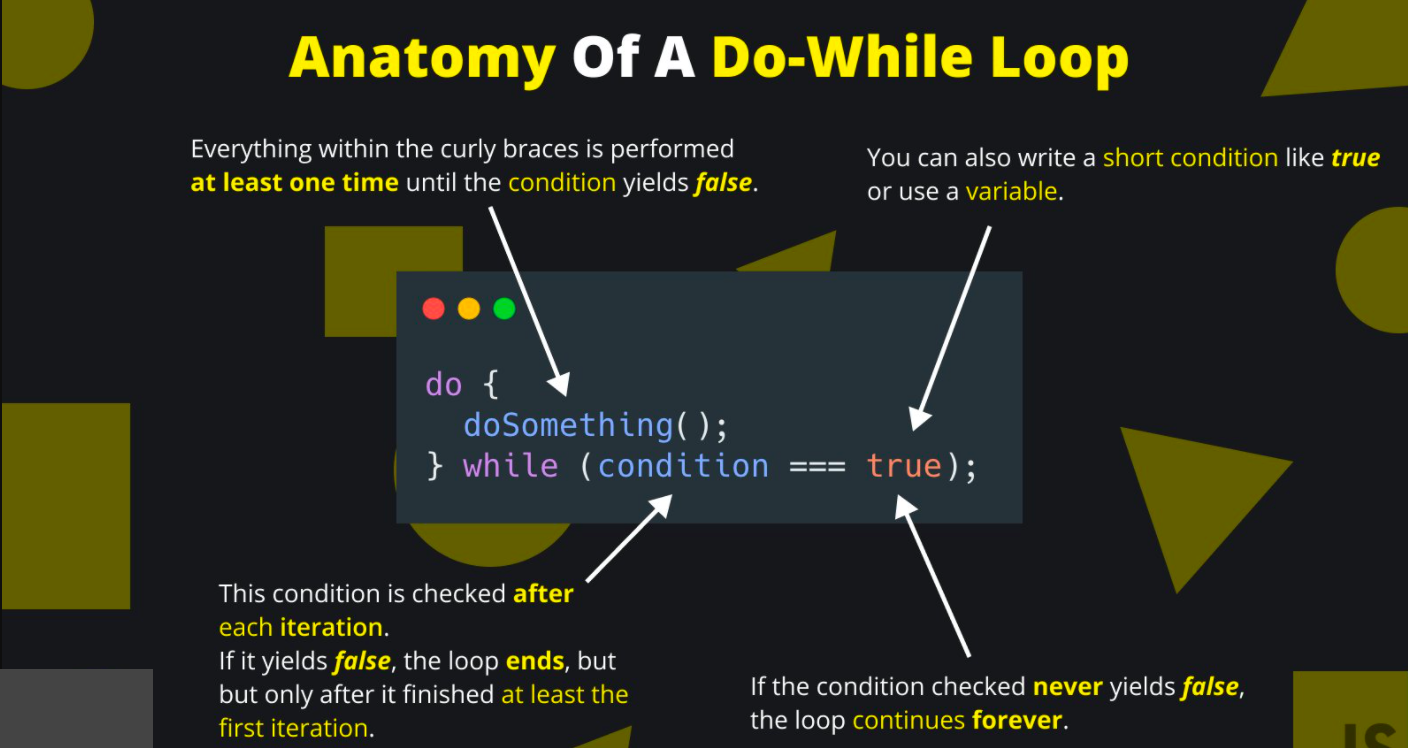 Anatomy Of A Do-While Loop
Everything within the curly braces is performed
at least one time until the condition yields false.
You can also write a short condition like true
or use a variable.
do {
  doSomething();
} while (condition === true);
This condition is checked after
each iteration.
If it yields false, the loop ends, but
but only after it finished at least the
first iteration.
If the condition checked never yields false,
the loop continues forever.
JS